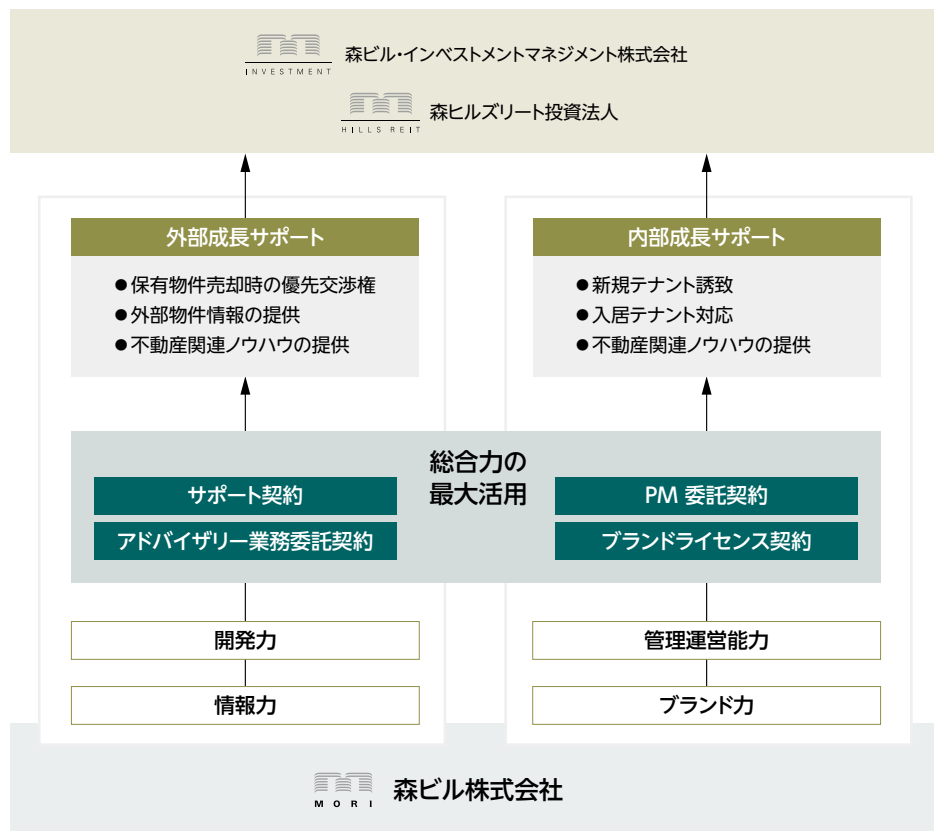 INVESTMENT
森ビル・インベストメントマネジメント株式会社
HILLS REIT
森ヒルズリート投資法人
外部成長サポート
●保有物件売却時の優先交渉権
●外部物件情報の提供
●不動産関連ノウハウの提供
内部成長サポート
●新規テナント誘致
●入居テナント対応
●不動産関連ノウハウの提供
総合力の
最大活用
サポート契約
アドバイザリー業務委託契約
PM 委託契約
ブランドライセンス契約
開発力
情報力
管理運営能力
ブランド力
MORI
森ビル株式会社